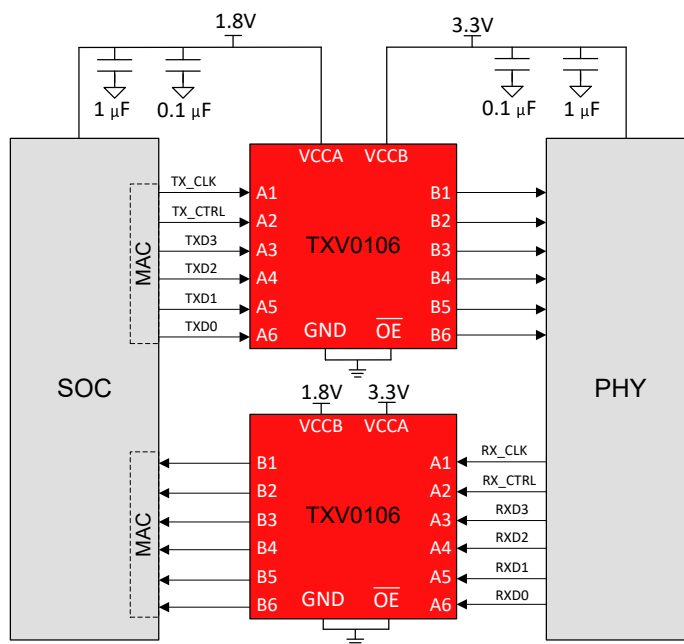 1.8V
3.3V
1 µF
0.1 µF
0.1 µF
1 µF
VCCA
VCCB
TX_CLK
A1
B1
TX_CTRL
A2
B2
TXD3
A3
B3
TXV0106
TXD2
A4
B4
TXD1
A5
B5
TXD0
A6
B6
GND
OE
MAC
SOC
PHY
1.8V
3.3V
VCCB
VCCA
B1
A1
RX_CLK
B2
A2
RX_CTRL
B3
A3
RXD3
TXV0106
B4
A4
RXD2
B5
A5
RXD1
B6
A6
RXD0
GND
OE
MAC